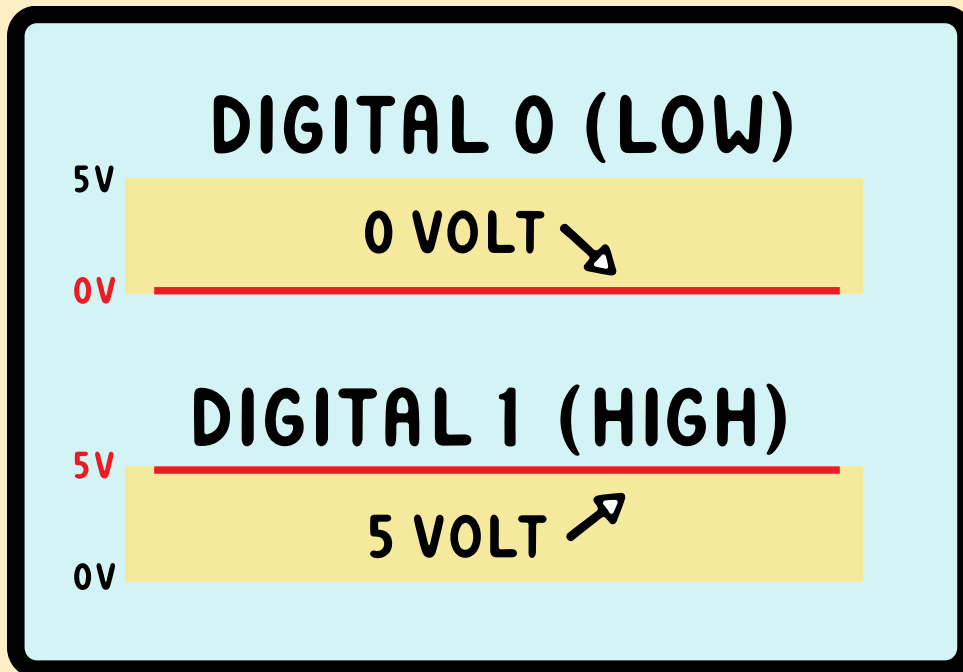 DIGITAL 0 (LOW)
5V
0 VOLT
0V
DIGITAL 1 (HIGH)
5V
5 VOLT
0V